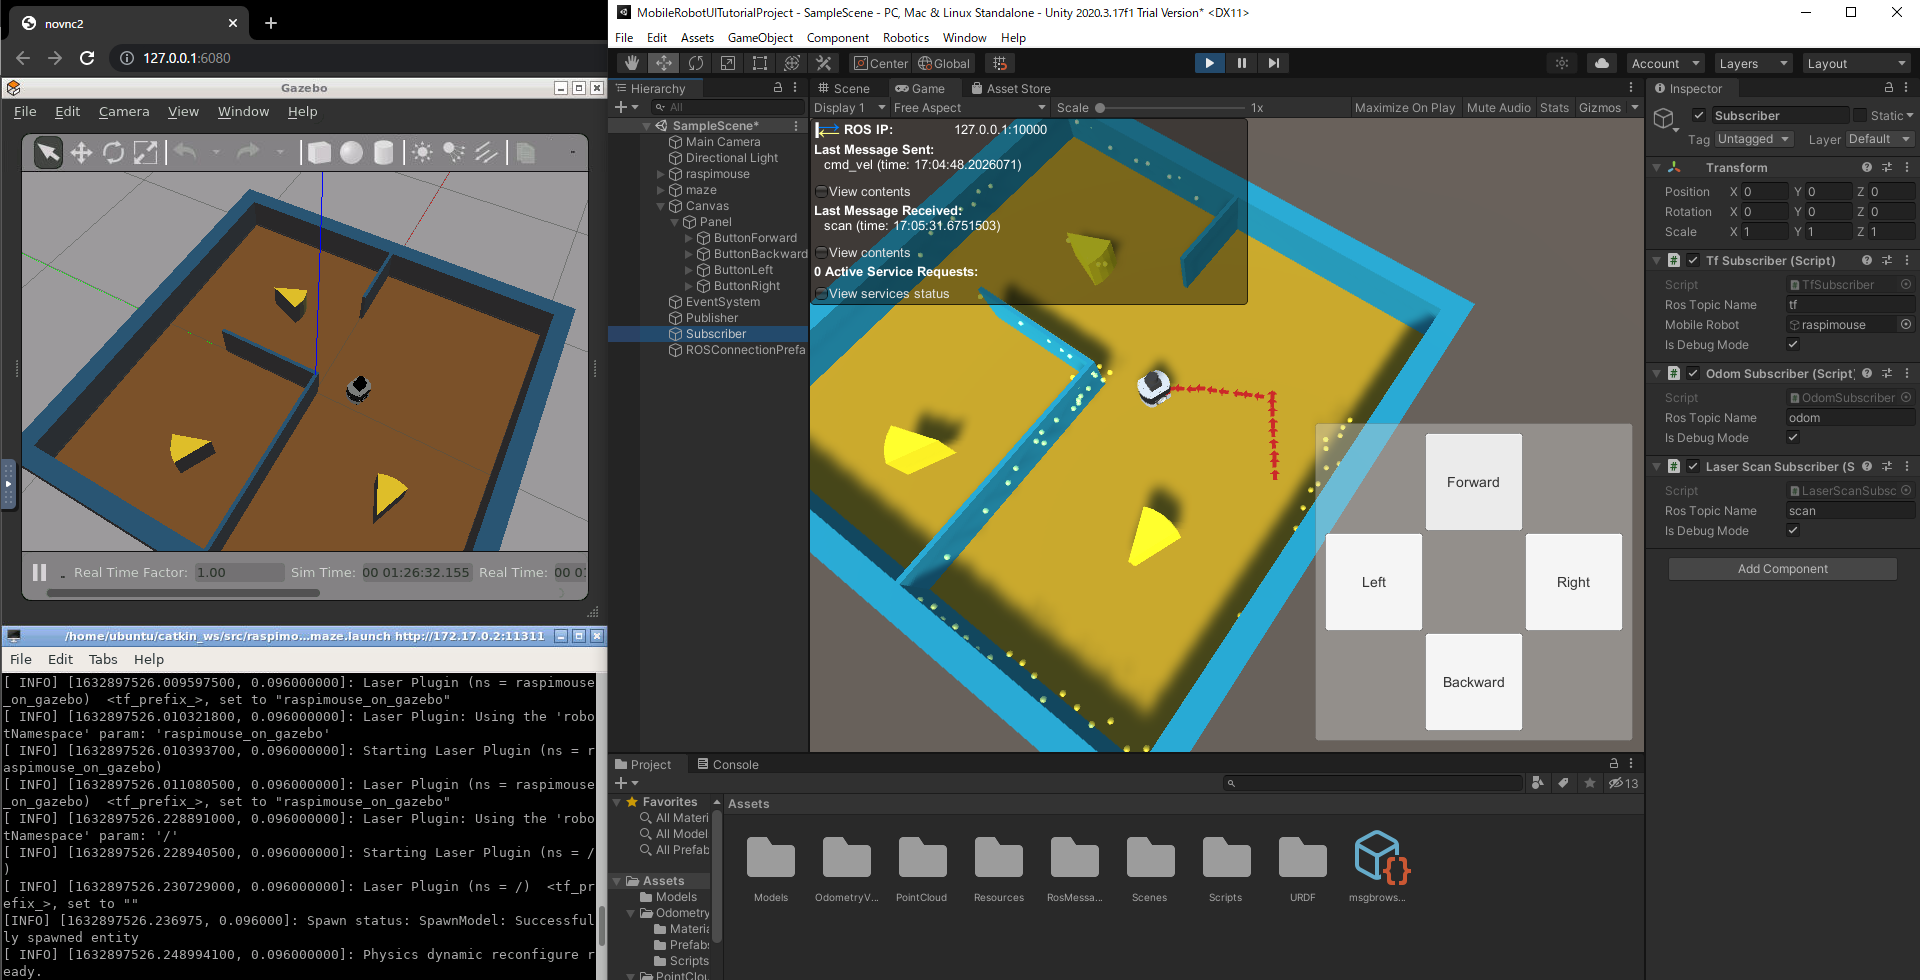 novnc2
127.0.0.1:6080
Gazebo
File Edit Camera View Window Help
Real Time Factor: 1.00 Sim Time: 00 01:26:32.155 Real Time: 00 01
/home/ubuntu/catkin_ws/src/raspimo...maze.launch http://172.17.0.2:11311
File Edit Tabs Help
[ INFO] [1632897526.009597500, 0.096000000]: Laser Plugin (ns = raspimouse
_on_gazebo)  <tf_prefix_>, set to "raspimouse_on_gazebo"
[ INFO] [1632897526.010321800, 0.096000000]: Laser Plugin: Using the 'robo
tNamespace' param: 'raspimouse_on_gazebo'
[ INFO] [1632897526.010393700, 0.096000000]: Starting Laser Plugin (ns = r
aspimouse_on_gazebo)
[ INFO] [1632897526.011080500, 0.096000000]: Laser Plugin (ns = raspimouse
_on_gazebo)  <tf_prefix_>, set to "raspimouse_on_gazebo"
[ INFO] [1632897526.228891000, 0.096000000]: Laser Plugin: Using the 'robo
tNamespace' param: '/'
[ INFO] [1632897526.228940500, 0.096000000]: Starting Laser Plugin (ns = /
)
[ INFO] [1632897526.230729000, 0.096000000]: Laser Plugin (ns = /)  <tf_pr
efix_>, set to ""
[INFO] [1632897526.236975, 0.096000]: Spawn status: SpawnModel: Successful
ly spawned entity
[ INFO] [1632897526.248994100, 0.096000000]: Physics dynamic reconfigure r
eady.
MobileRobotUITutorialProject - SampleScene - PC, Mac & Linux Standalone - Unity 2020.3.17f1 Trial Version* <DX11>
File Edit Assets GameObject Component Robotics Window Help
Center Global Account Layers Layout
Hierarchy
All
SampleScene*
Main Camera
Directional Light
raspimouse
maze
Canvas
Panel
ButtonForward
ButtonBackward
ButtonLeft
ButtonRight
EventSystem
Publisher
Subscriber
ROSConnectionPrefa
Scene Game Asset Store
Display 1 Free Aspect Scale 1x Maximize On Play Mute Audio Stats Gizmos
ROS IP: 127.0.0.1:10000
Last Message Sent:
cmd_vel (time: 17:04:48.2026071)
View contents
Last Message Received:
scan (time: 17:05:31.6751503)
View contents
0 Active Service Requests:
View services status
Forward
Left
Right
Backward
Inspector
Subscriber Static
Tag Untagged Layer Default
Transform
Position X 0 Y 0 Z 0
Rotation X 0 Y 0 Z 0
Scale X 1 Y 1 Z 1
Tf Subscriber (Script)
Script TfSubscriber
Ros Topic Name tf
Mobile Robot raspimouse
Is Debug Mode
Odom Subscriber (Script)
Script OdomSubscriber
Ros Topic Name odom
Is Debug Mode
Laser Scan Subscriber (S
Script LaserScanSubsc
Ros Topic Name scan
Is Debug Mode
Add Component
Project Console
13
Favorites
All Materi
All Model
All Prefab
Assets
Models
Odometry
Materia
Prefabs
Scripts
PointClou
Assets
Models
OdometryV...
PointCloud
Resources
RosMessa...
Scenes
Scripts
URDF
msgbrows...